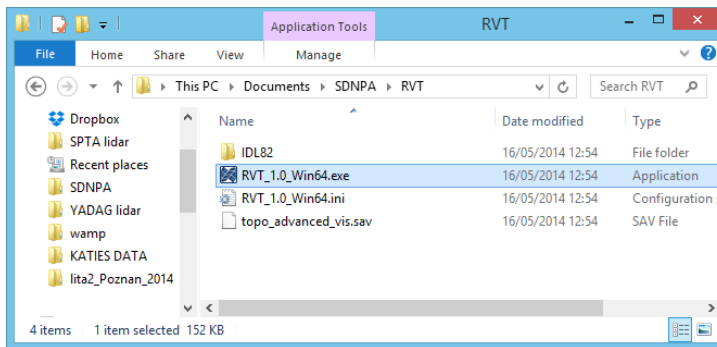 Application Tools RVT
File Home Share View Manage
This PC Documents SDNPA RVT Search RVT
Dropbox
SPTA lidar
Recent places
SDNPA
YADAG lidar
wamp
KATIES DATA
lita2_Poznan_2014
Name Date modified Type
IDL82 16/05/2014 12:54 File folder
RVT_1.0_Win64.exe 16/05/2014 12:54 Application
RVT_1.0_Win64.ini 16/05/2014 12:54 Configuration s
topo_advanced_vis.sav 16/05/2014 12:54 SAV File
4 items 1 item selected 152 KB